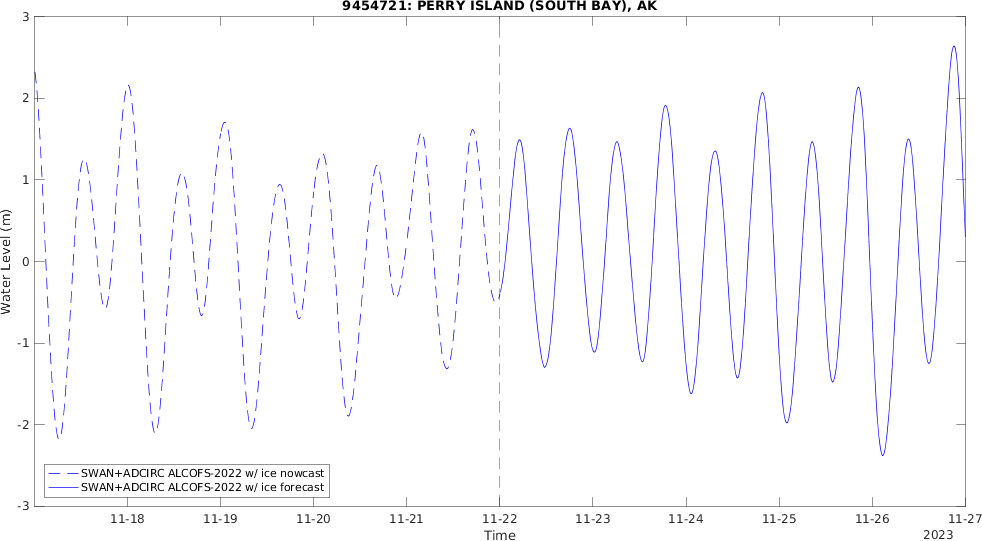 9454721: PERRY ISLAND (SOUTH BAY), AK
3
2
1
0
-1
-2
-3
Water Level (m)
SWAN+ADCIRC ALCOFS-2022 w/ ice nowcast
SWAN+ADCIRC ALCOFS-2022 w/ ice forecast
11-18 11-19 11-20 11-21 11-22 11-23 11-24 11-25 11-26 11-27
Time
2023